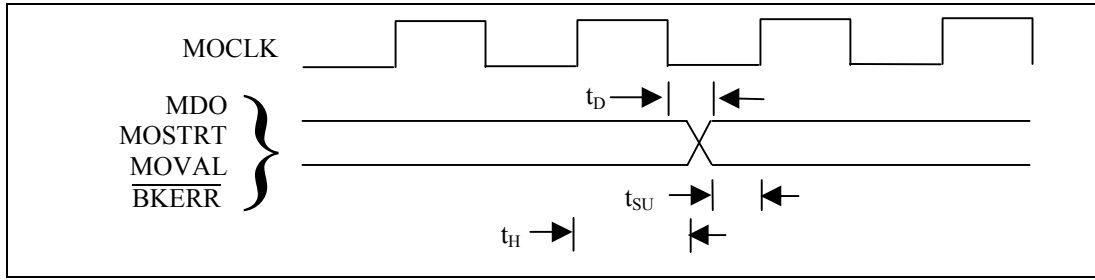 MOCLK
MDO
MOSTRT
MOVAL
BKERR
tD
tSU
tH